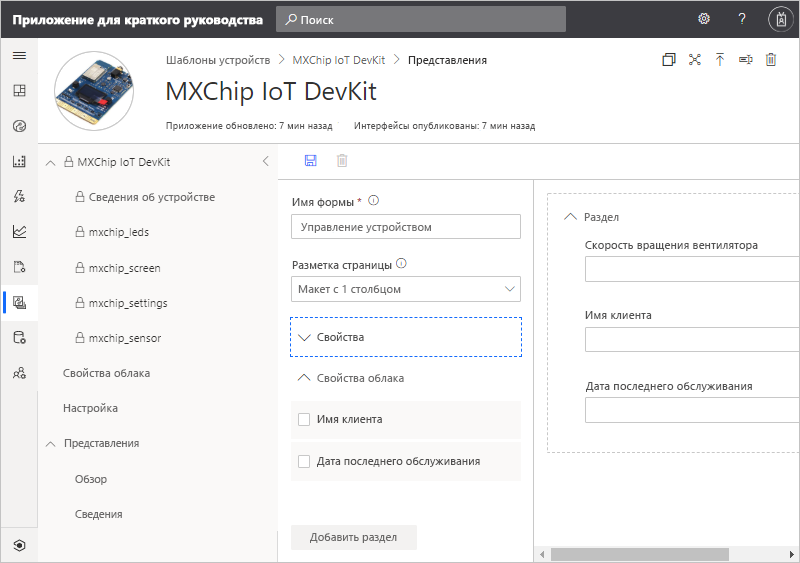 Приложение для краткого руководства
Поиск
?
Шаблоны устройств > MXChip IoT DevKit > Представления
MXChip IoT DevKit
Приложение обновлено: 7 мин назад Интерфейсы опубликованы: 7 мин назад
MXChip IoT DevKit
Сведения об устройстве
mxchip_leds
mxchip_screen
mxchip_settings
mxchip_sensor
Свойства облака
Настройка
Представления
Обзор
Сведения
Имя формы *
Управление устройством
Разметка страницы
Макет с 1 столбцом
Свойства
Свойства облака
Имя клиента
Дата последнего обслуживания
Добавить раздел
Раздел
Скорость вращения вентилятора
Имя клиента
Дата последнего обслуживания